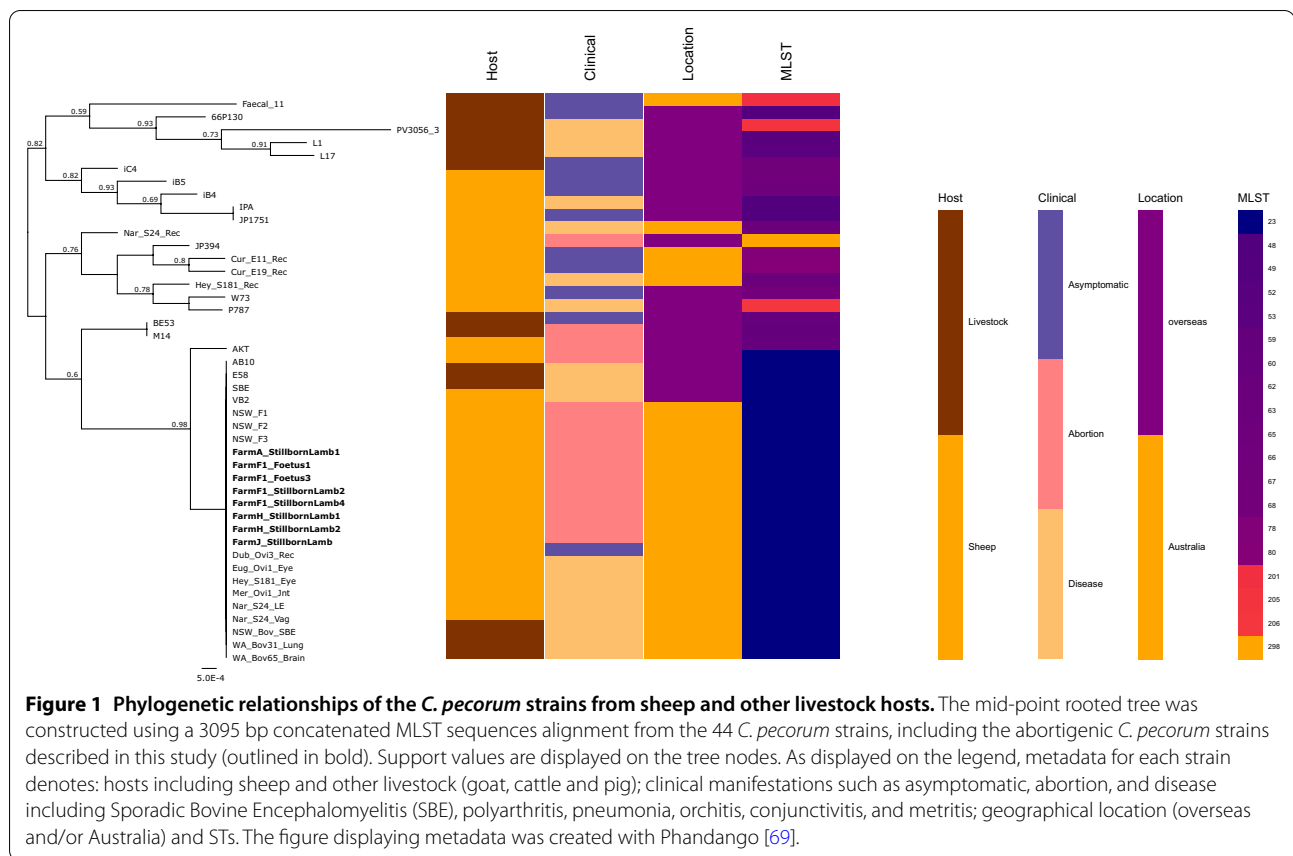 Host
Clinical
Location
MLST
Faecal_11
0.59
66P130
0.93
PV3056_3
0.73
L1
0.91
L17
0.82
iC4
0.82
iB5
0.93
iB4
0.69
IPA
JP1751
Nar_S24_Rec
0.76
JP394
Cur_E11_Rec
0.8
Cur_E19_Rec
Hey_S181_Rec
0.78
W73
P787
BE53
M14
0.6
AKT
AB10
E58
SBE
VB2
NSW_F1
NSW_F2
NSW_F3
0.98
FarmA_StillbornLamb1
FarmF1_Foetus1
FarmF1_Foetus3
FarmF1_StillbornLamb2
FarmF1_StillbornLamb4
FarmH_StillbornLamb1
FarmH_StillbornLamb2
FarmJ_StillbornLamb
Dub_Ovi3_Rec
Eug_Ovi1_Eye
Hey_S181_Eye
Mer_Ovi1_Jnt
Nar_S24_LE
Nar_S24_Vag
NSW_Bov_SBE
WA_Bov31_Lung
WA_Bov65_Brain
5.0E-4
Host
Livestock
Sheep
Clinical
Asymptomatic
Abortion
Disease
Location
overseas
Australia
MLST
23
48
49
52
53
59
60
62
63
65
66
67
68
78
80
201
205
206
298
Figure 1 Phylogenetic relationships of the C. pecorum strains from sheep and other livestock hosts. The mid-point rooted tree was
constructed using a 3095 bp concatenated MLST sequences alignment from the 44 C. pecorum strains, including the abortigenic C. pecorum strains
described in this study (outlined in bold). Support values are displayed on the tree nodes. As displayed on the legend, metadata for each strain
denotes: hosts including sheep and other livestock (goat, cattle and pig); clinical manifestations such as asymptomatic, abortion, and disease
including Sporadic Bovine Encephalomyelitis (SBE), polyarthritis, pneumonia, orchitis, conjunctivitis, and metritis; geographical location (overseas
and/or Australia) and STs. The figure displaying metadata was created with Phandango [69].